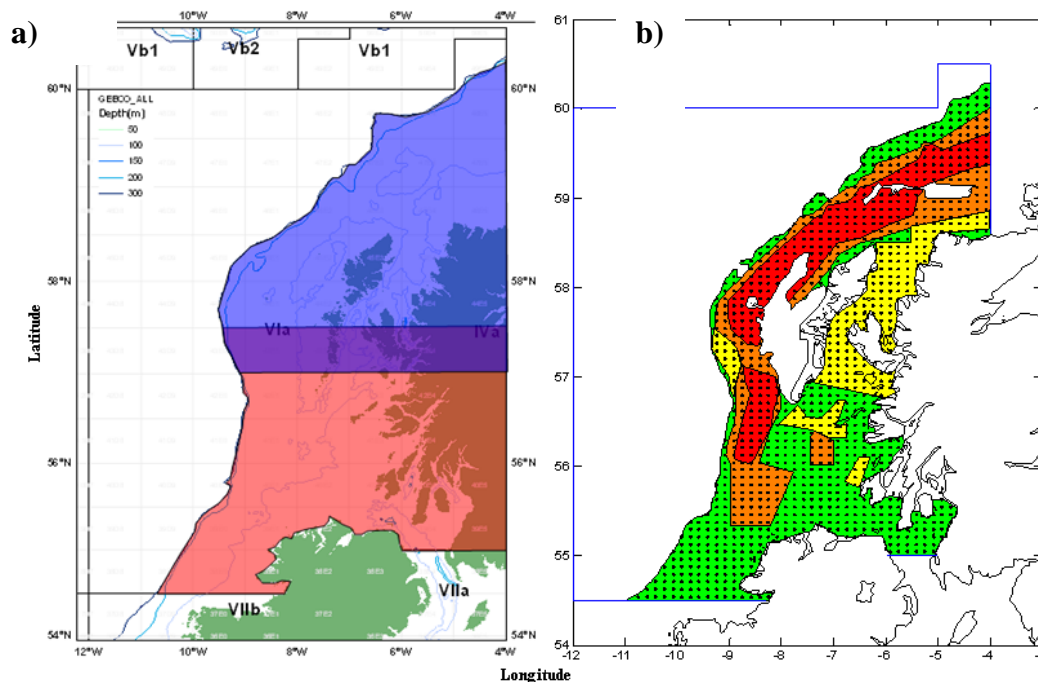 a)
10°W 8°W 6°W 4°W
Vb1 Vb2 Vb1
60°N 60°N
GEBCO_ALL
Depth(m)
50
100
150
200
300
58°N 58°N
VIa IVa
56°N 56°N
VIIb VIIa
54°N 54°N
12°W 10°W 8°W 6°W 4°W
Latitude
b)
61
60
59
58
57
56
55
54
-12 -11 -10 -9 -8 -7 -6 -5 -4 -3
Longitude